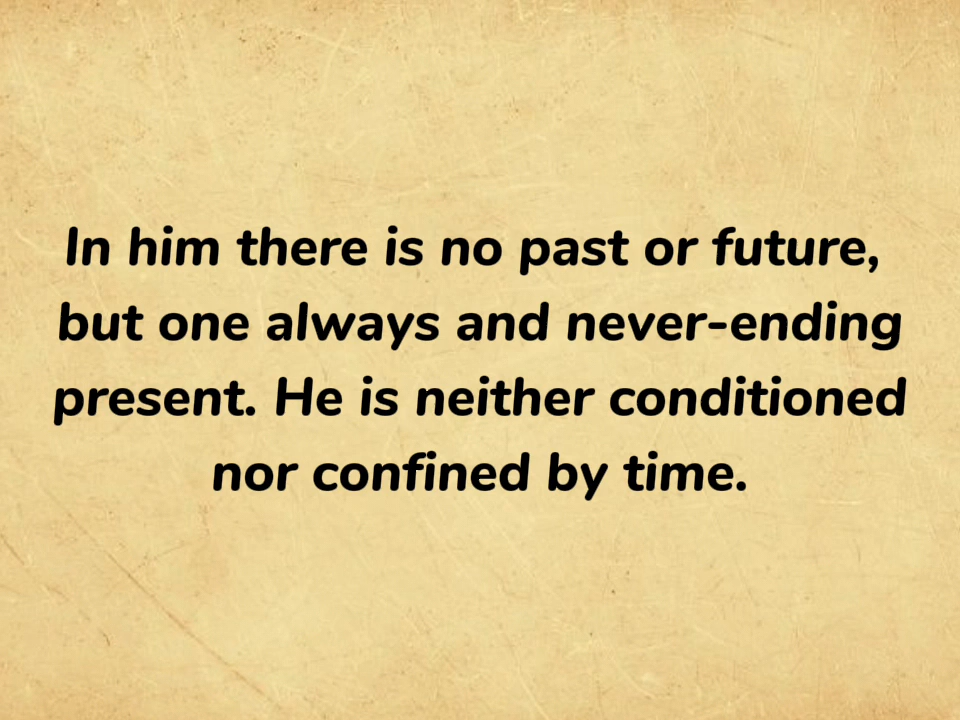 In him there is no past or future,
but one always and never-ending
present. He is neither conditioned
nor confined by time.